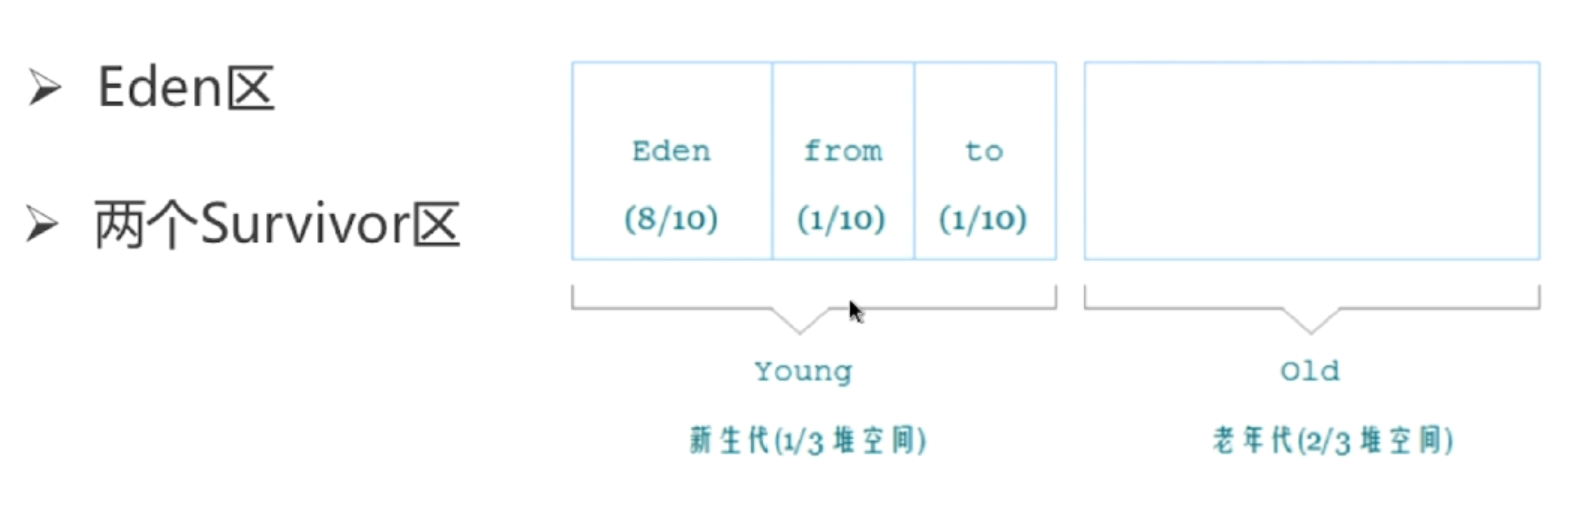 Eden区
两个Survivor区
Eden from to
(8/10) (1/10) (1/10)
Young Old
新生代(1/3 堆空间) 老年代(2/3 堆空间)